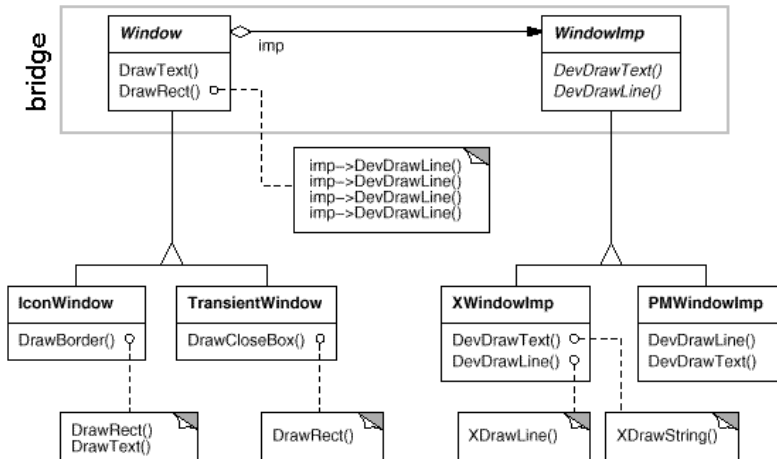 bridge
Window
imp
WindowImp
DrawText()
DrawRect()
DevDrawText()
DevDrawLine()
imp->DevDrawLine()
imp->DevDrawLine()
imp->DevDrawLine()
imp->DevDrawLine()
IconWindow
DrawBorder()
TransientWindow
DrawCloseBox()
XWindowImp
DevDrawText()
DevDrawLine()
PMWindowImp
DevDrawLine()
DevDrawText()
DrawRect()
DrawText()
DrawRect()
XDrawLine()
XDrawString()